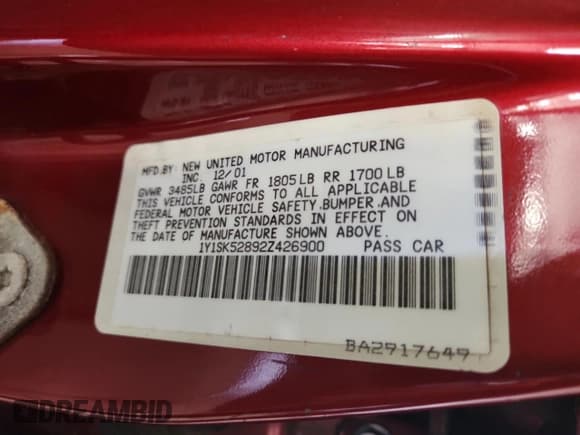 MFD.BY: NEW UNITED MOTOR MANUFACTURING
INC. 12/01
GVWR 3485LB GAWR FR 1805LB RR 1700LB
THIS VEHICLE CONFORMS TO ALL APPLICABLE
FEDERAL MOTOR VEHICLE SAFETY,BUMPER,AND
THEFT PREVENTION STANDARDS IN EFFECT ON
THE DATE OF MANUFACTURE SHOWN ABOVE.
1Y1SK52892Z426900 PASS CAR
BA2917649
DREAMBID